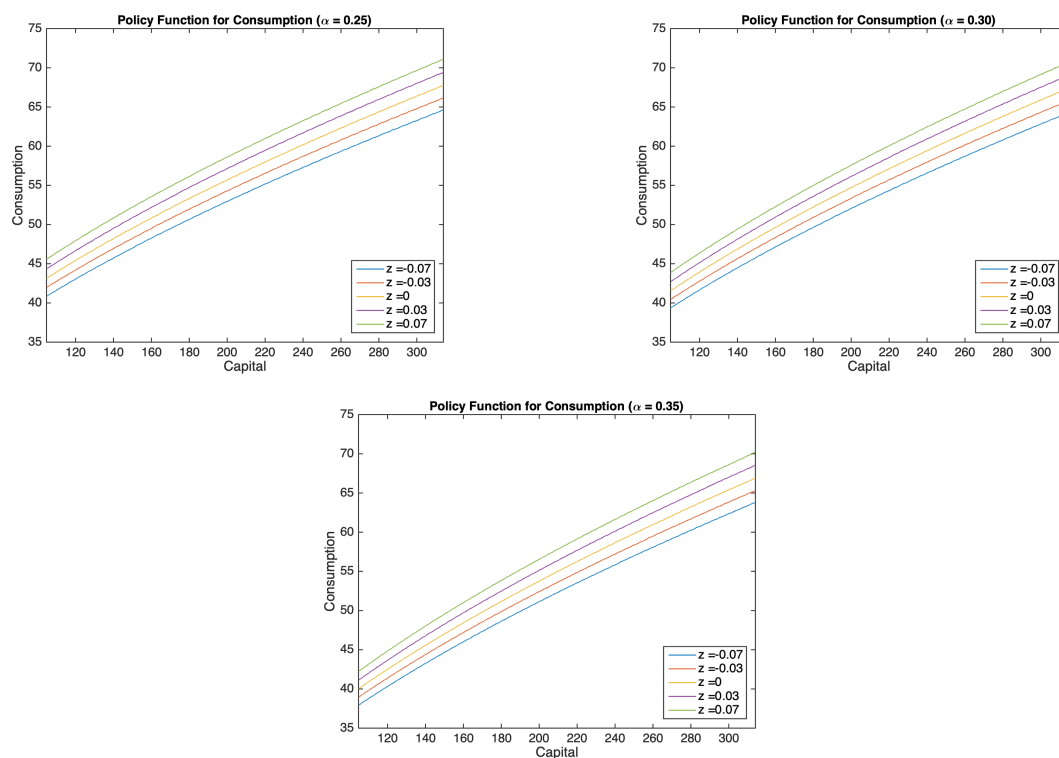 Policy Function for Consumption (α = 0.25)
75
70
65
60
55
50
45
40
35
Consumption
120 140 160 180 200 220 240 260 280 300
Capital
z =-0.07
z =-0.03
z =0
z =0.03
z =0.07
Policy Function for Consumption (α = 0.30)
75
70
65
60
55
50
45
40
35
Consumption
120 140 160 180 200 220 240 260 280 300
Capital
z =-0.07
z =-0.03
z =0
z =0.03
z =0.07
Policy Function for Consumption (α = 0.35)
75
70
65
60
55
50
45
40
35
Consumption
120 140 160 180 200 220 240 260 280 300
Capital
z =-0.07
z =-0.03
z =0
z =0.03
z =0.07